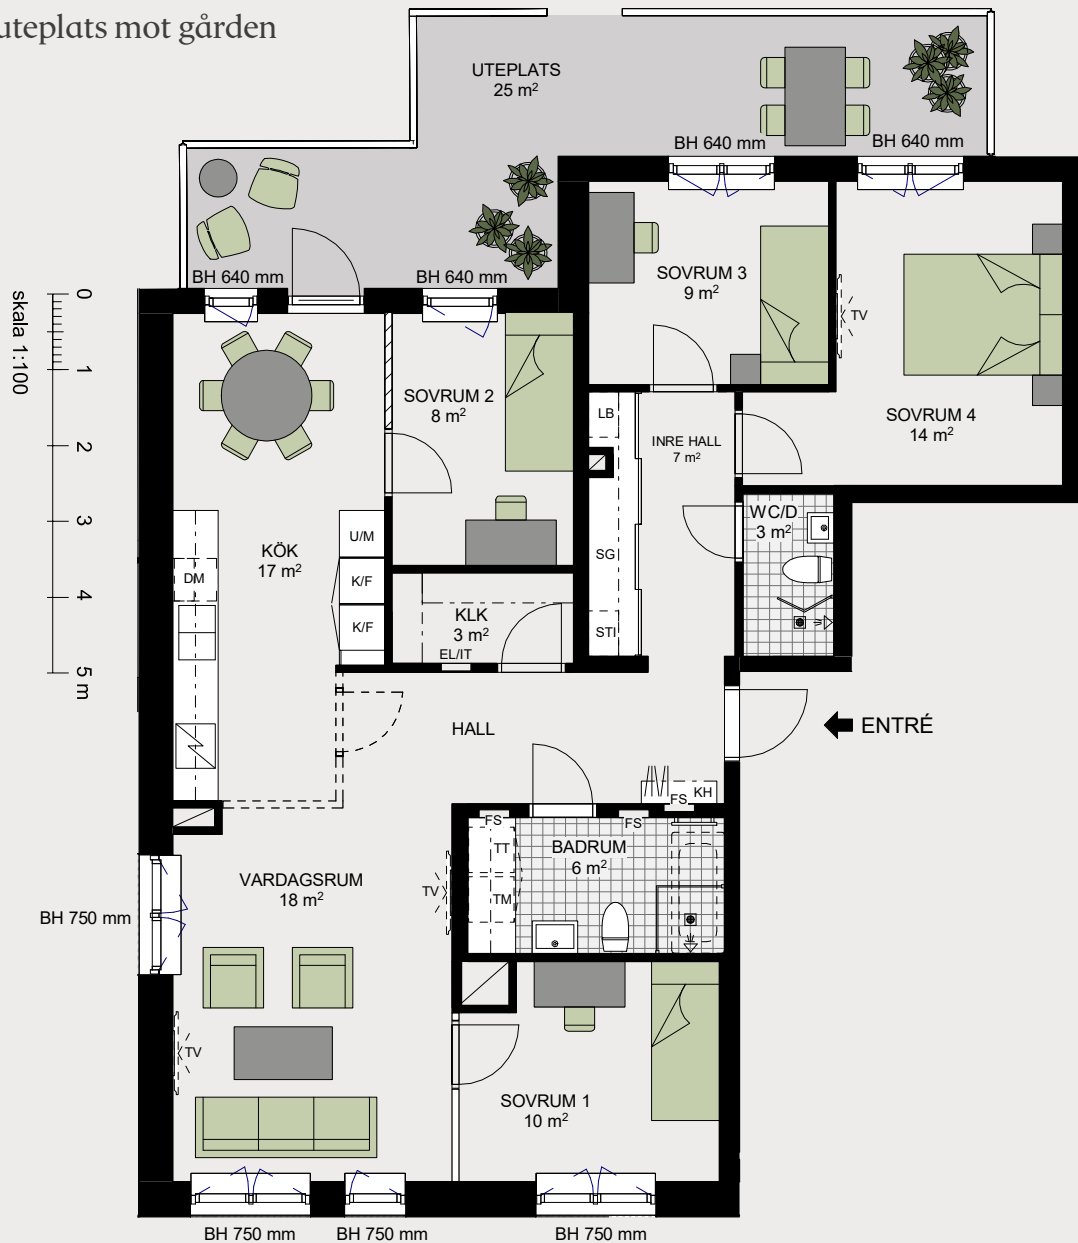 uteplats mot gården
UTEPLATS
25 m²
BH 640 mm
BH 640 mm
BH 640 mm
BH 640 mm
SOVRUM 3
9 m²
TV
SOVRUM 2
8 m²
SOVRUM 4
14 m²
LB
INRE HALL
7 m²
skala 1:100
0
1
2
3
4
5 m
WC/D
3 m²
U/M
KÖK
17 m²
SG
DM
K/F
K/F
KLK
3 m²
STI
EL/IT
HALL
ENTRÉ
KH
FS
FS
FS
TT
BADRUM
6 m²
VARDAGSRUM
18 m²
TV
TM
BH 750 mm
TV
SOVRUM 1
10 m²
BH 750 mm
BH 750 mm
BH 750 mm